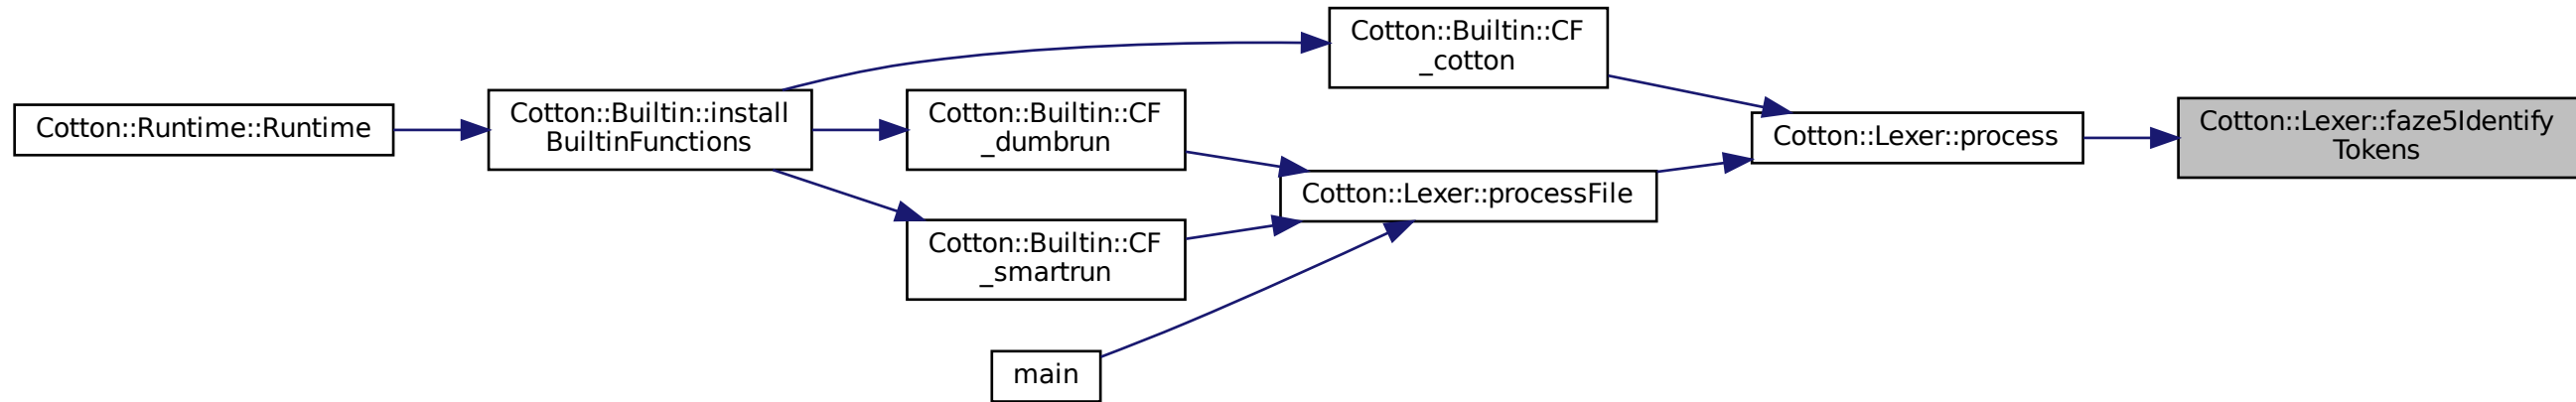 Cotton::Runtime::Runtime
Cotton::Builtin::install
BuiltinFunctions
Cotton::Builtin::CF
_cotton
Cotton::Builtin::CF
_dumbrun
Cotton::Builtin::CF
_smartrun
main
Cotton::Lexer::processFile
Cotton::Lexer::process
Cotton::Lexer::faze5Identify
Tokens